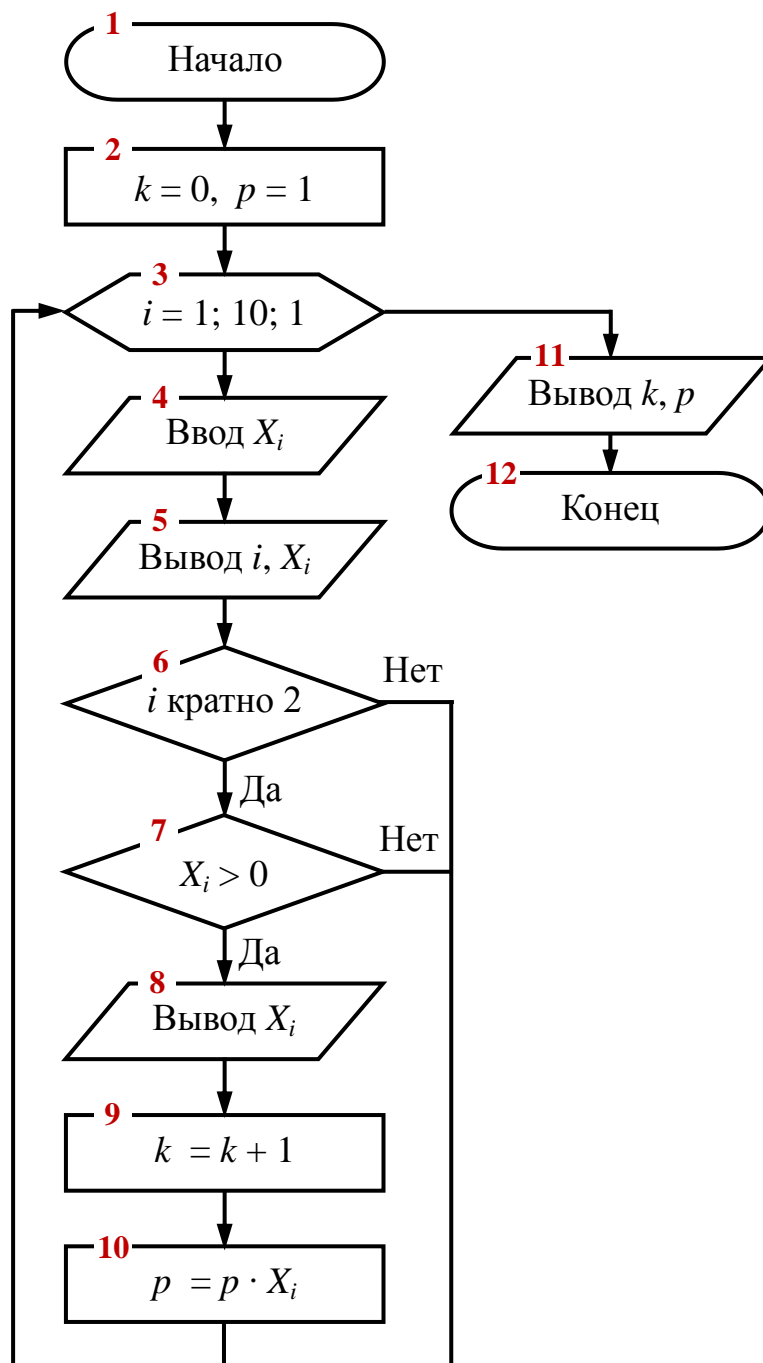 1
Начало
2
k = 0, p = 1
3
i = 1; 10; 1
4
Ввод Xᵢ
5
Вывод i, Xᵢ
6
i кратно 2
Нет
Да
7
Xᵢ > 0
Нет
Да
8
Вывод Xᵢ
9
k = k + 1
10
p = p · Xᵢ
11
Вывод k, p
12
Конец